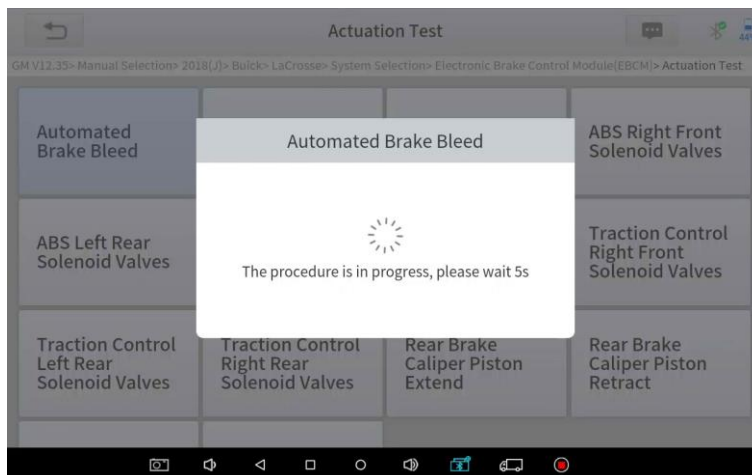 Actuation Test
GM V12.35> Manual Selection> 2018(J)> Buick> LaCrosse> System Selection> Electronic Brake Control Module(EBCM)> Actuation Test
Automated
Brake Bleed
ABS Right Front
Solenoid Valves
Automated Brake Bleed
The procedure is in progress, please wait 5s
ABS Left Rear
Solenoid Valves
Traction Control
Right Front
Solenoid Valves
Traction Control
Left Rear
Solenoid Valves
Traction Control
Right Rear
Solenoid Valves
Rear Brake
Caliper Piston
Extend
Rear Brake
Caliper Piston
Retract